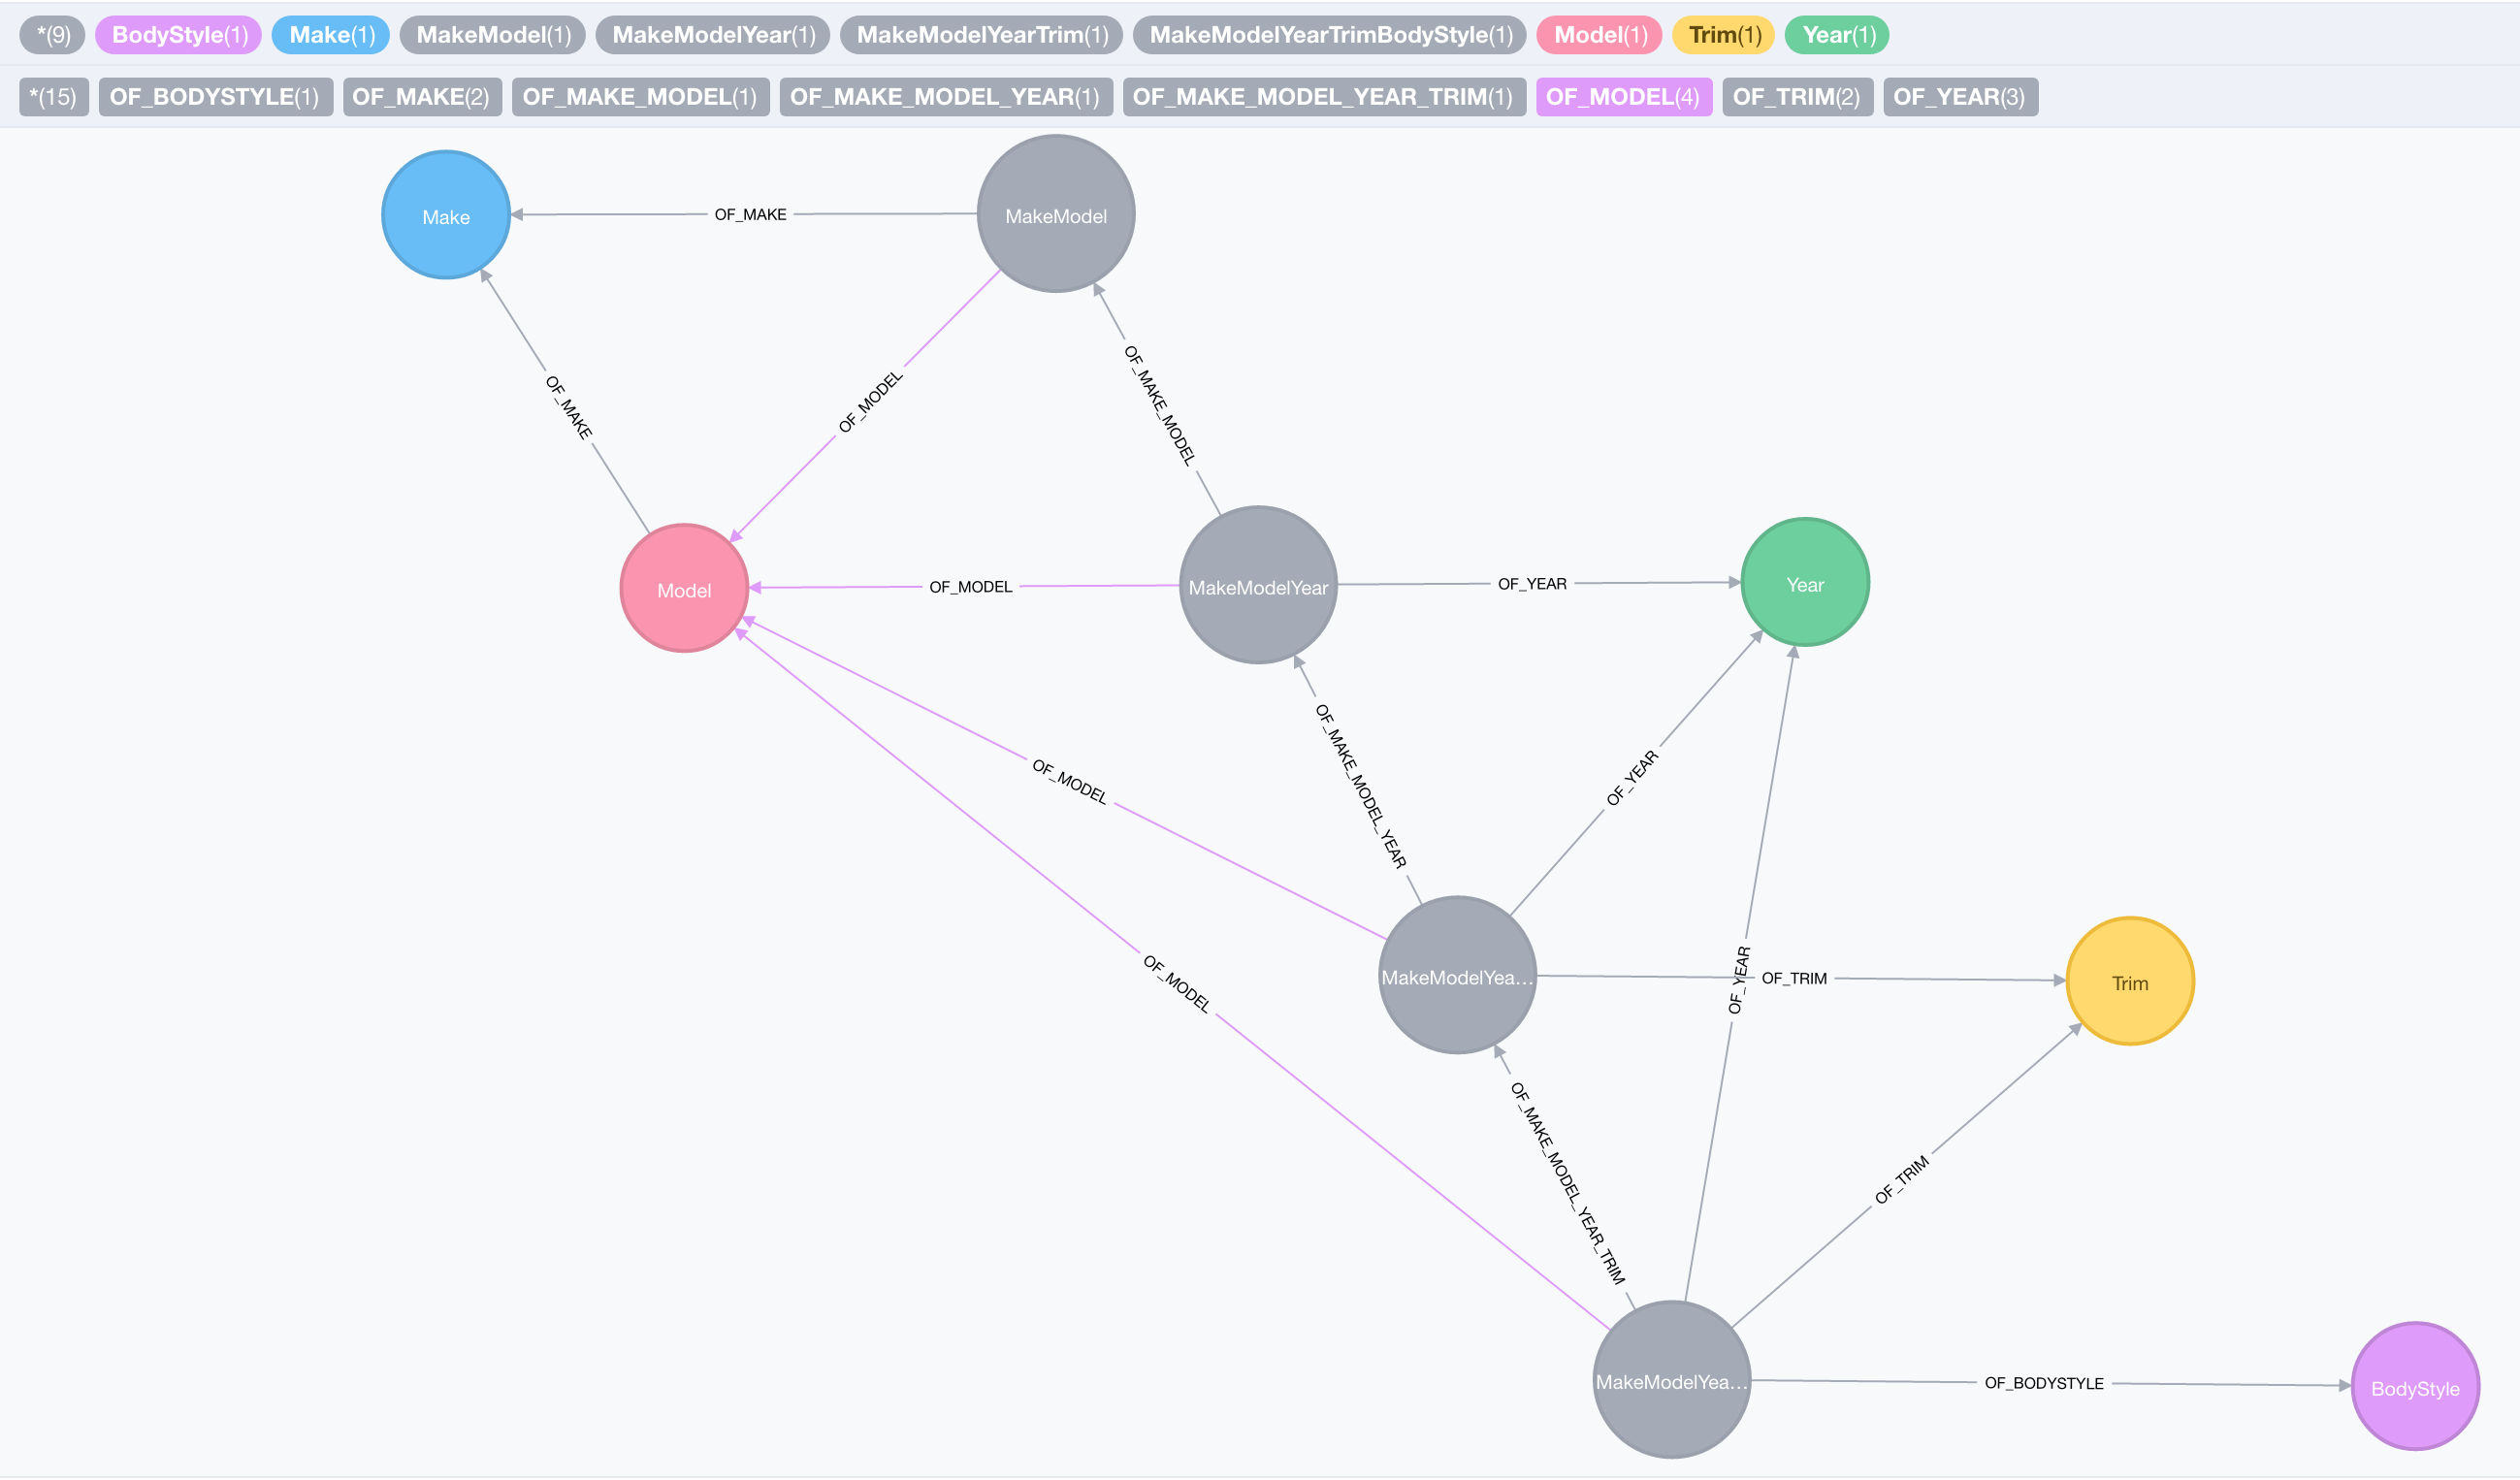 *(9) BodyStyle(1) Make(1) MakeModel(1) MakeModelYear(1) MakeModelYearTrim(1) MakeModelYearTrimBodyStyle(1) Model(1) Trim(1) Year(1)
*(15) OF_BODYSTYLE(1) OF_MAKE(2) OF_MAKE_MODEL(1) OF_MAKE_MODEL_YEAR(1) OF_MAKE_MODEL_YEAR_TRIM(1) OF_MODEL(4) OF_TRIM(2) OF_YEAR(3)
Make
OF_MAKE
MakeModel
OF_MAKE
OF_MODEL
OF_MAKE_MODEL
Model
OF_MODEL
MakeModelYear
OF_YEAR
Year
OF_MODEL
OF_MAKE_MODEL_YEAR
OF_YEAR
OF_MODEL
MakeModelYea...
OF_YEAR
OF_TRIM
Trim
OF_MAKE_MODEL_YEAR_TRIM
OF_TRIM
MakeModelYea...
OF_BODYSTYLE
BodyStyle